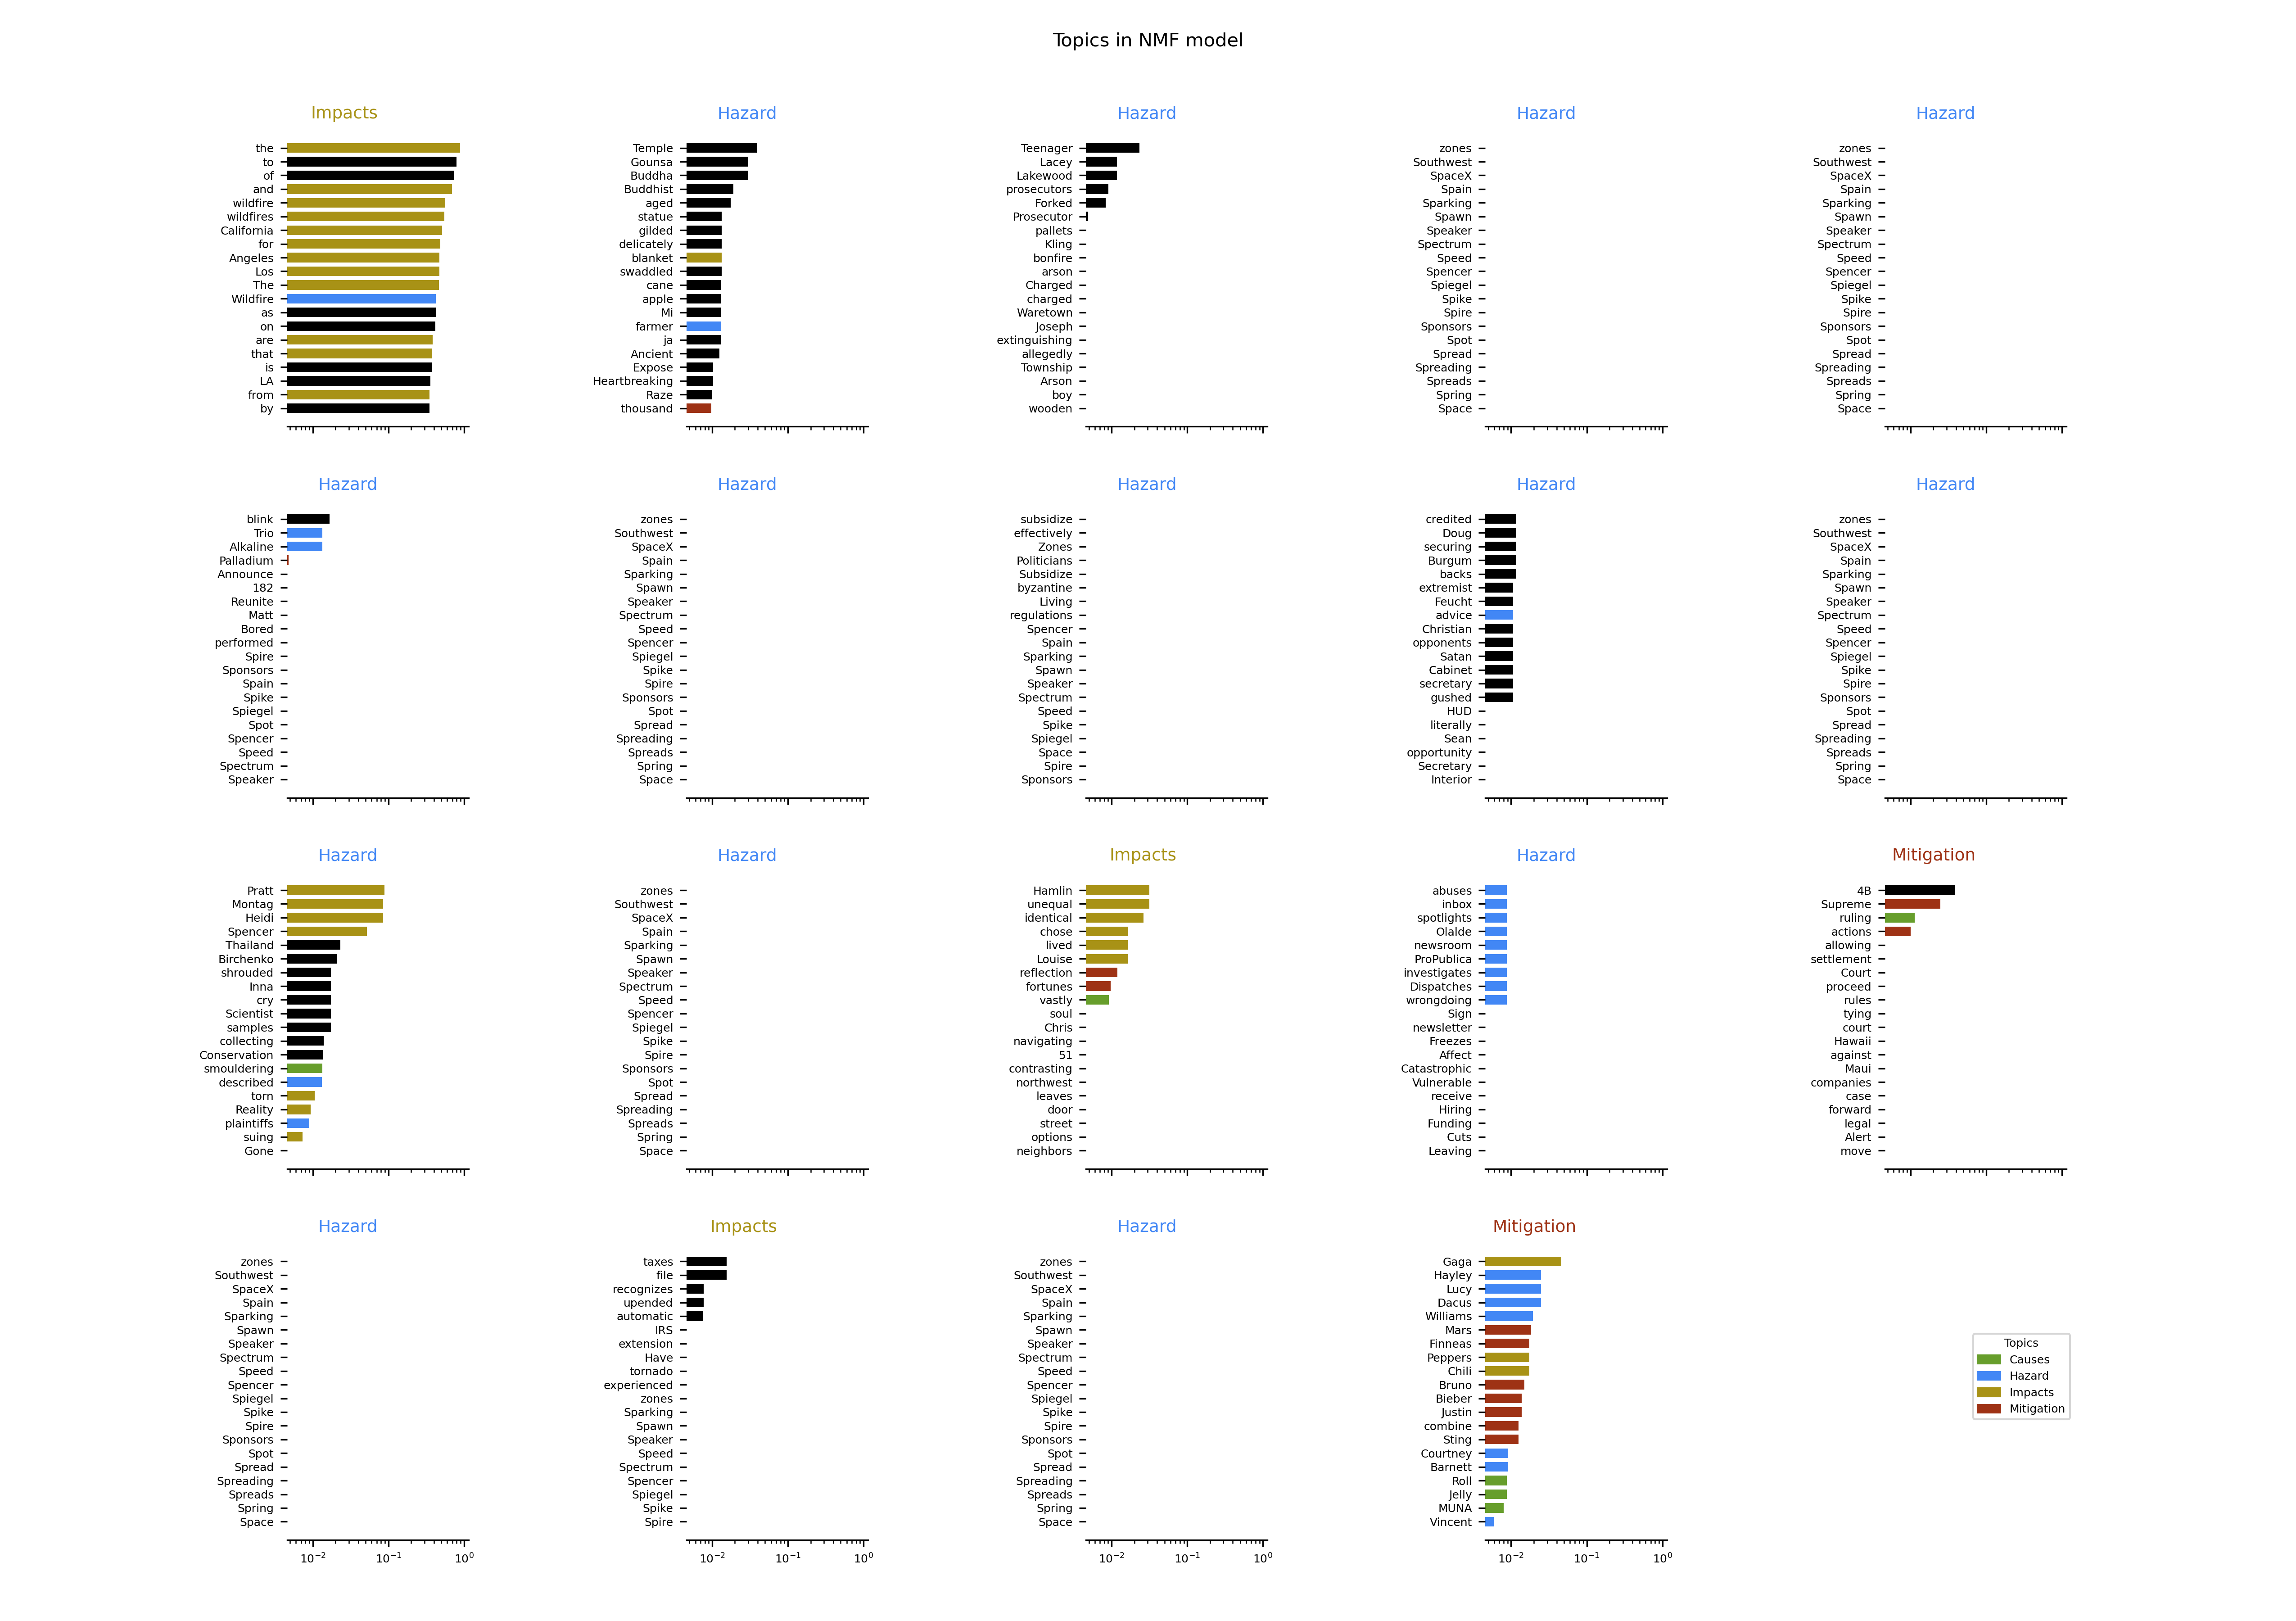 Topics in NMF model
Impacts
the
to
of
and
wildfire
wildfires
California
for
Angeles
Los
The
Wildfire
as
on
are
that
is
LA
from
by
Hazard
Temple
Gounsa
Buddha
Buddhist
aged
statue
gilded
delicately
blanket
swaddled
cane
apple
Mi
farmer
ja
Ancient
Expose
Heartbreaking
Raze
thousand
Hazard
Teenager
Lacey
Lakewood
prosecutors
Forked
Prosecutor
pallets
Kling
bonfire
arson
Charged
charged
Waretown
Joseph
extinguishing
allegedly
Township
Arson
boy
wooden
Hazard
zones
Southwest
SpaceX
Spain
Sparking
Spawn
Speaker
Spectrum
Speed
Spencer
Spiegel
Spike
Spire
Sponsors
Spot
Spread
Spreading
Spreads
Spring
Space
Hazard
zones
Southwest
SpaceX
Spain
Sparking
Spawn
Speaker
Spectrum
Speed
Spencer
Spiegel
Spike
Spire
Sponsors
Spot
Spread
Spreading
Spreads
Spring
Space
Hazard
blink
Trio
Alkaline
Palladium
Announce
182
Reunite
Matt
Bored
performed
Spire
Sponsors
Spain
Spike
Spiegel
Spot
Spencer
Speed
Spectrum
Speaker
Hazard
zones
Southwest
SpaceX
Spain
Sparking
Spawn
Speaker
Spectrum
Speed
Spencer
Spiegel
Spike
Spire
Sponsors
Spot
Spread
Spreading
Spreads
Spring
Space
Hazard
subsidize
effectively
Zones
Politicians
Subsidize
byzantine
Living
regulations
Spencer
Spain
Sparking
Spawn
Speaker
Spectrum
Speed
Spike
Spiegel
Space
Spire
Sponsors
Hazard
credited
Doug
securing
Burgum
backs
extremist
Feucht
advice
Christian
opponents
Satan
Cabinet
secretary
gushed
HUD
literally
Sean
opportunity
Secretary
Interior
Hazard
zones
Southwest
SpaceX
Spain
Sparking
Spawn
Speaker
Spectrum
Speed
Spencer
Spiegel
Spike
Spire
Sponsors
Spot
Spread
Spreading
Spreads
Spring
Space
Hazard
Pratt
Montag
Heidi
Spencer
Thailand
Birchenko
shrouded
Inna
cry
Scientist
samples
collecting
Conservation
smouldering
described
torn
Reality
plaintiffs
suing
Gone
Hazard
zones
Southwest
SpaceX
Spain
Sparking
Spawn
Speaker
Spectrum
Speed
Spencer
Spiegel
Spike
Spire
Sponsors
Spot
Spread
Spreading
Spreads
Spring
Space
Impacts
Hamlin
unequal
identical
chose
lived
Louise
reflection
fortunes
vastly
soul
Chris
navigating
51
contrasting
northwest
leaves
door
street
options
neighbors
Hazard
abuses
inbox
spotlights
Olalde
newsroom
ProPublica
investigates
Dispatches
wrongdoing
Sign
newsletter
Freezes
Affect
Catastrophic
Vulnerable
receive
Hiring
Funding
Cuts
Leaving
Mitigation
4B
Supreme
ruling
actions
allowing
settlement
Court
proceed
rules
tying
court
Hawaii
against
Maui
companies
case
forward
legal
Alert
move
Hazard
zones
Southwest
SpaceX
Spain
Sparking
Spawn
Speaker
Spectrum
Speed
Spencer
Spiegel
Spike
Spire
Sponsors
Spot
Spread
Spreading
Spreads
Spring
Space
10⁻² 10⁻¹ 10⁰
Impacts
taxes
file
recognizes
upended
automatic
IRS
extension
Have
tornado
experienced
zones
Sparking
Spawn
Speaker
Speed
Spectrum
Spencer
Spiegel
Spike
Spire
10⁻² 10⁻¹ 10⁰
Hazard
zones
Southwest
SpaceX
Spain
Sparking
Spawn
Speaker
Spectrum
Speed
Spencer
Spiegel
Spike
Spire
Sponsors
Spot
Spread
Spreading
Spreads
Spring
Space
10⁻² 10⁻¹ 10⁰
Mitigation
Gaga
Hayley
Lucy
Dacus
Williams
Mars
Finneas
Peppers
Chili
Bruno
Bieber
Justin
combine
Sting
Courtney
Barnett
Roll
Jelly
MUNA
Vincent
10⁻² 10⁻¹ 10⁰
Topics
Causes
Hazard
Impacts
Mitigation